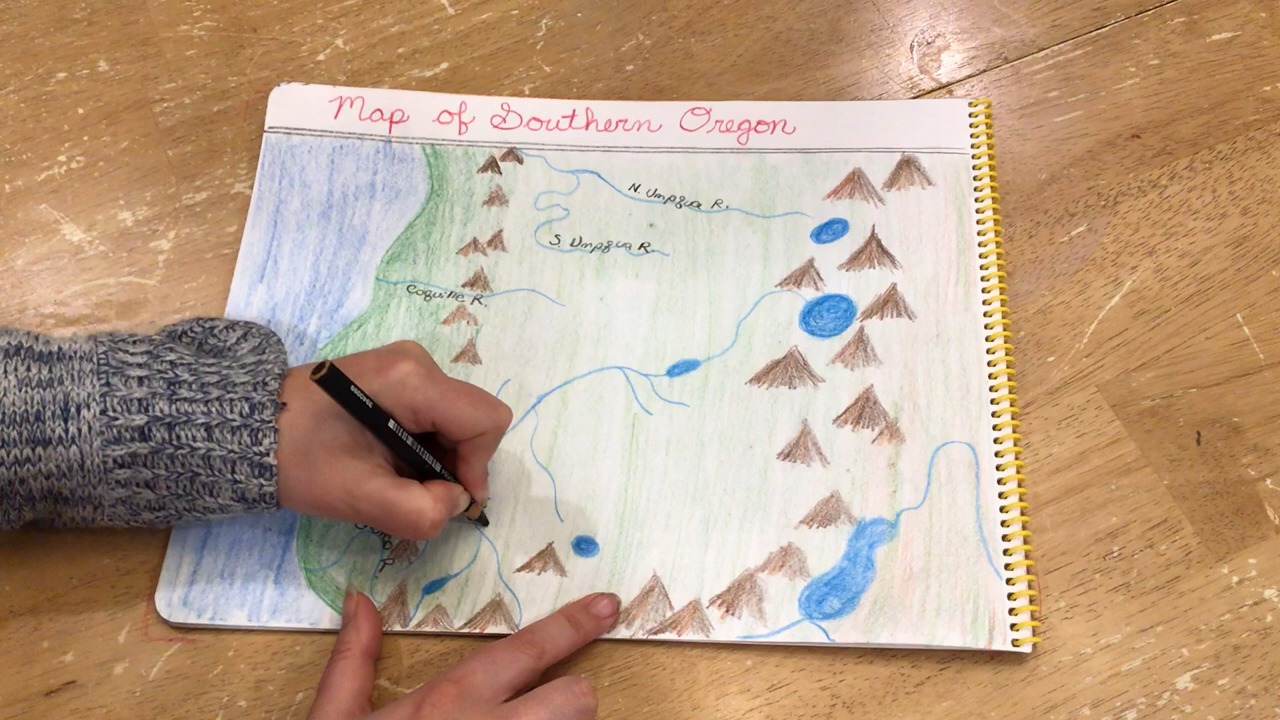 Map of Southern Oregon
N. Umpqua R.
S. Umpqua R.
Coquille R.
R